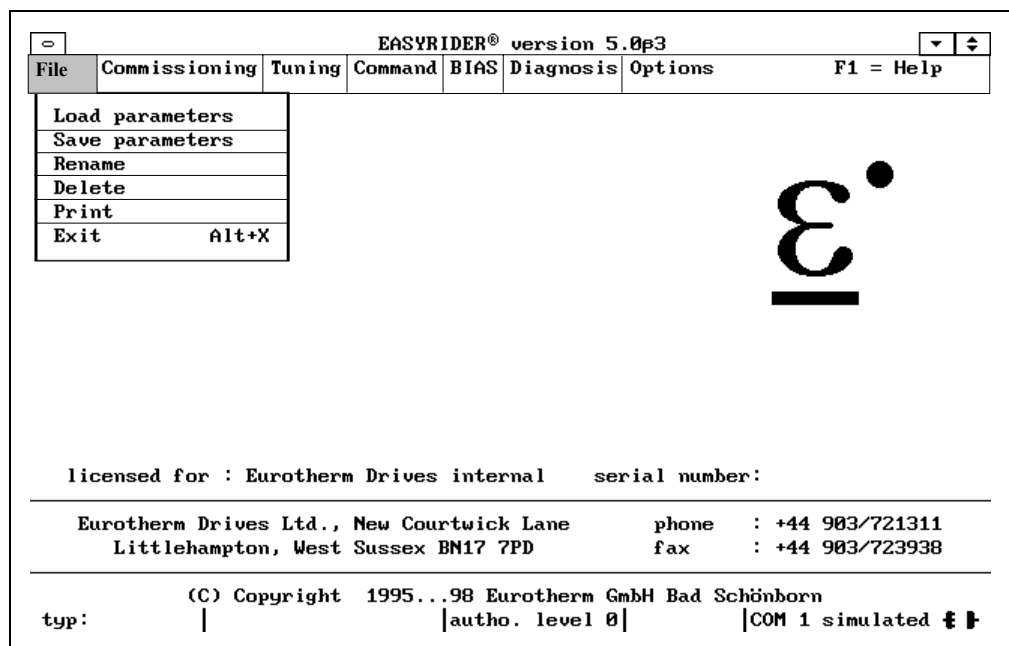 EASYRIDER® version 5.0β3
File Commissioning Tuning Command BIAS Diagnosis Options F1 = Help
Load parameters
Save parameters
Rename
Delete
Print
Exit Alt+X
ε
licensed for : Eurotherm Drives internal serial number:
Eurotherm Drives Ltd., New Courtwick Lane phone : +44 903/721311
Littlehampton, West Sussex BN17 7PD fax : +44 903/723938
(C) Copyright 1995...98 Eurotherm GmbH Bad Schönborn
typ: autho. level 0 COM 1 simulated